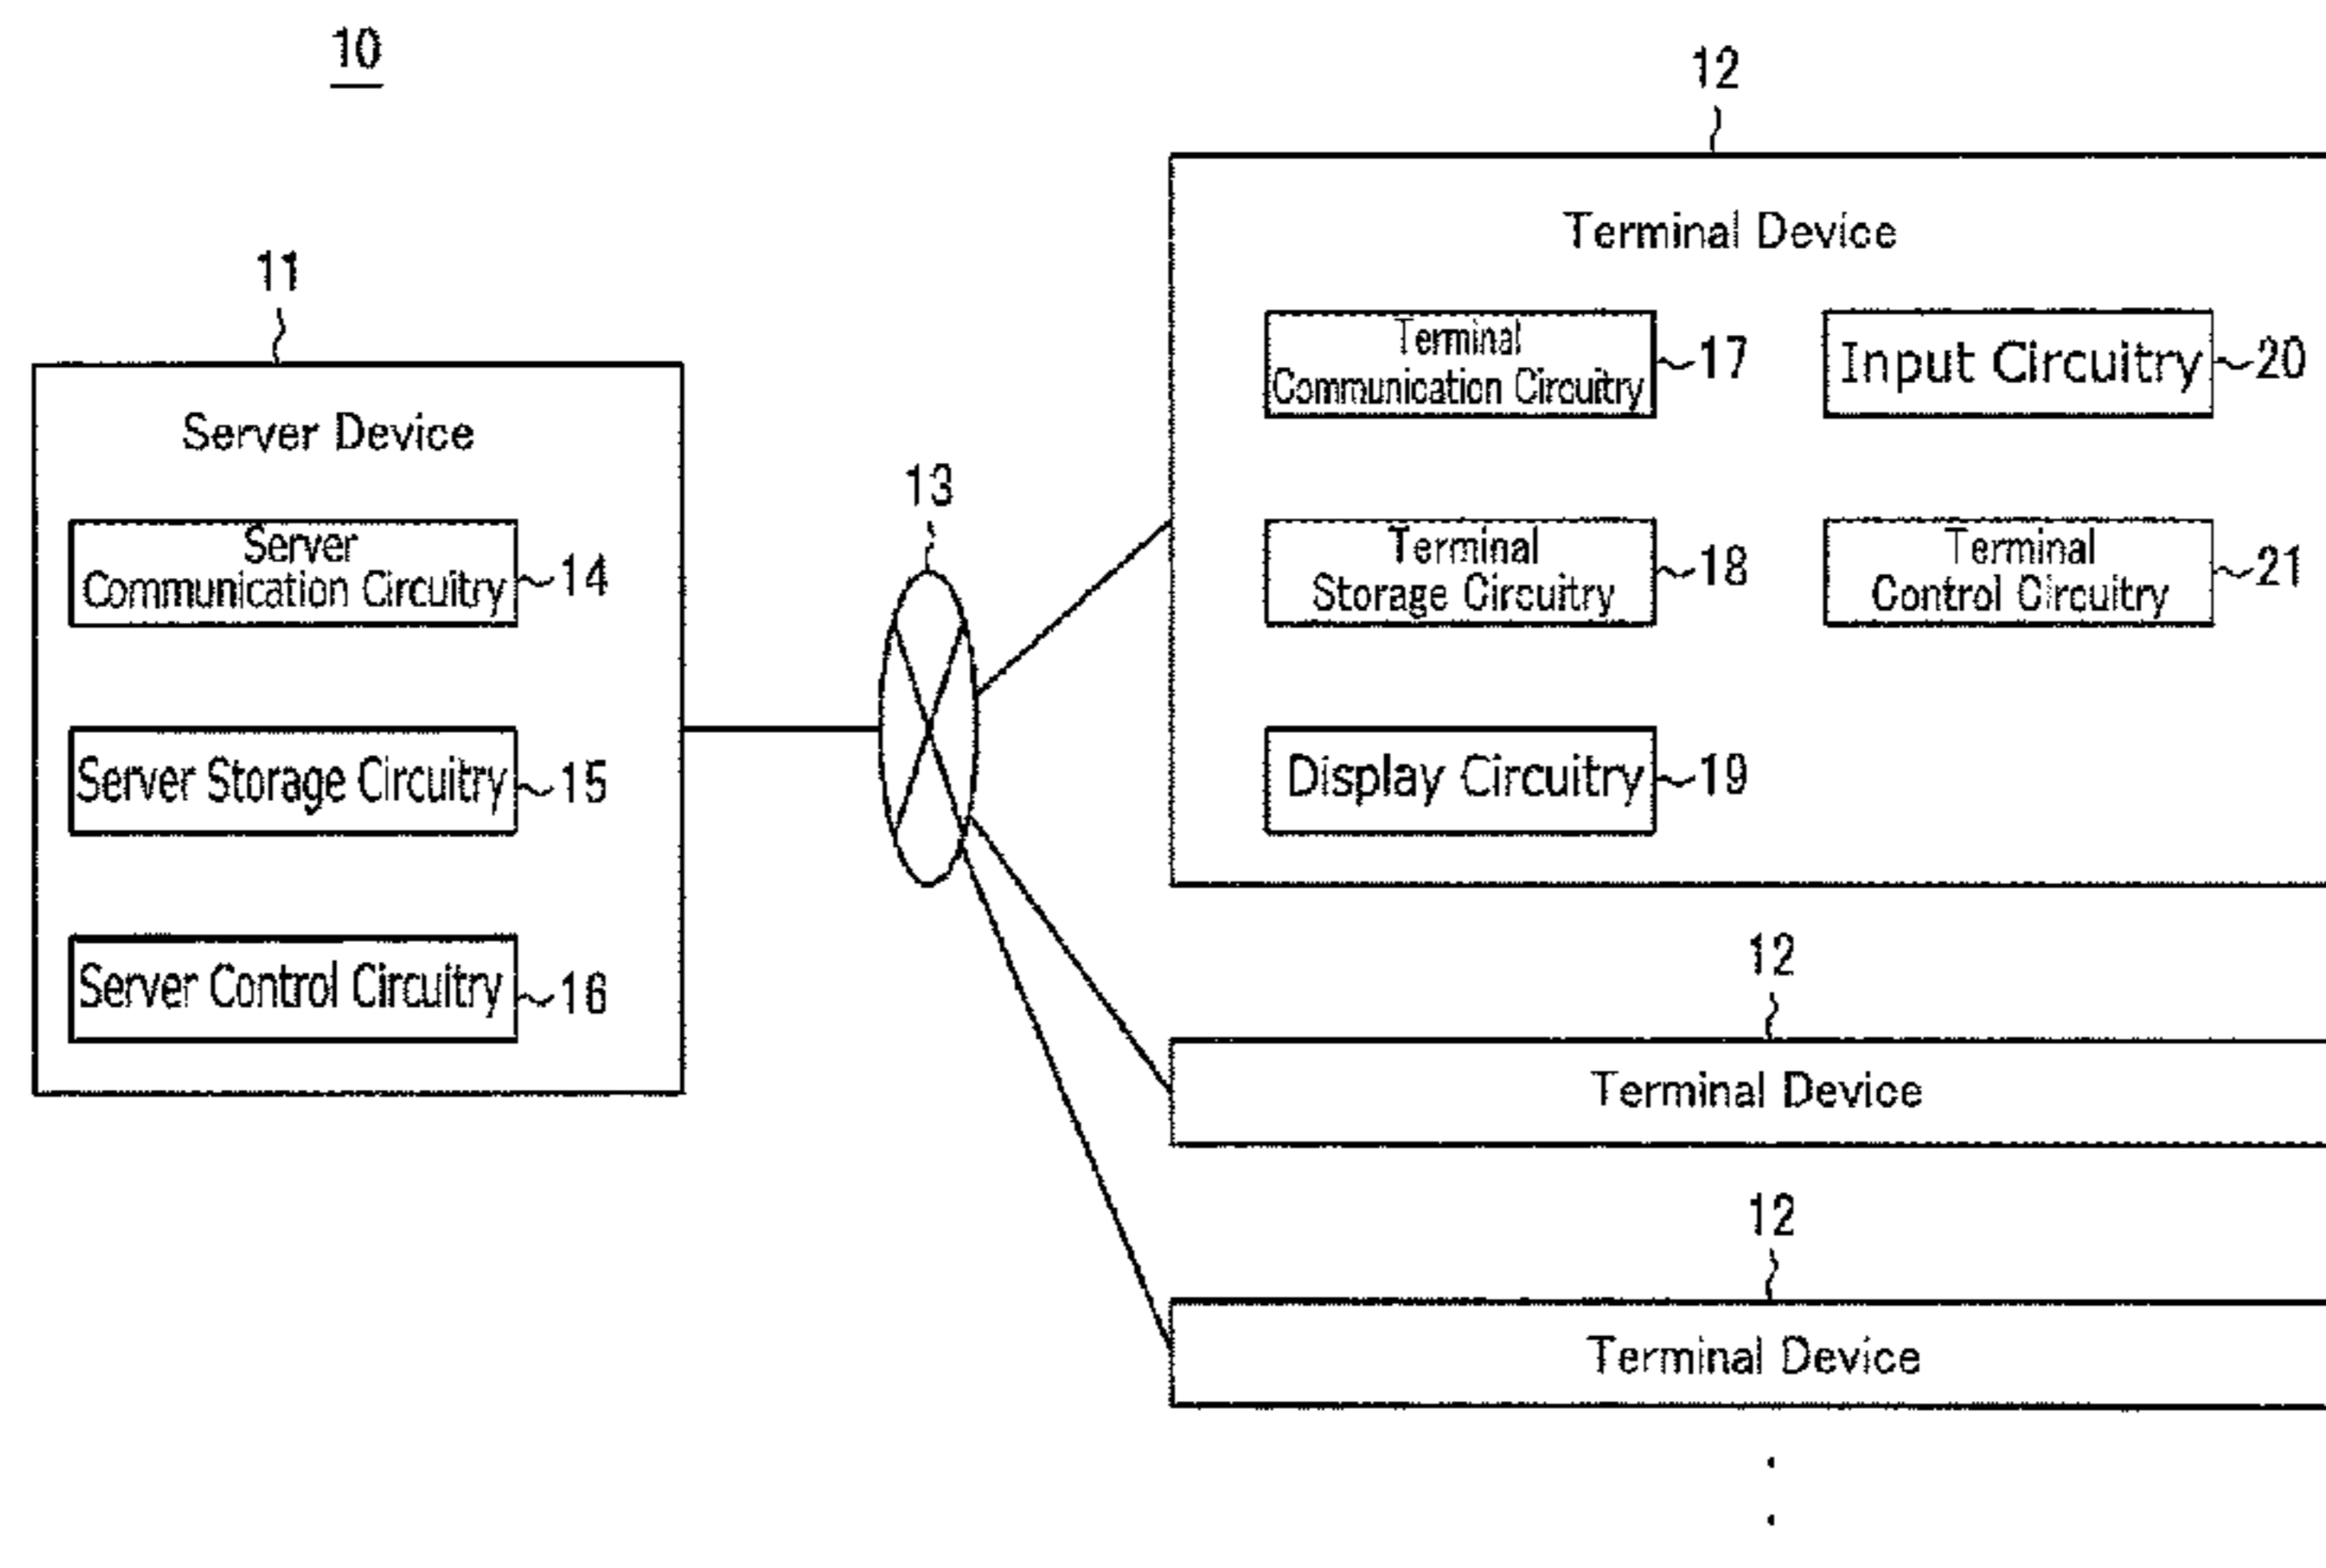 10
11
Server Device
Server
Communication Circuitry
14
Server Storage Circuitry
15
Server Control Circuitry
16
13
12
Terminal Device
Terminal
Communication Circuitry
17
Input Circuitry
20
Terminal
Storage Circuitry
18
Terminal
Control Circuitry
21
Display Circuitry
19
12
Terminal Device
12
Terminal Device